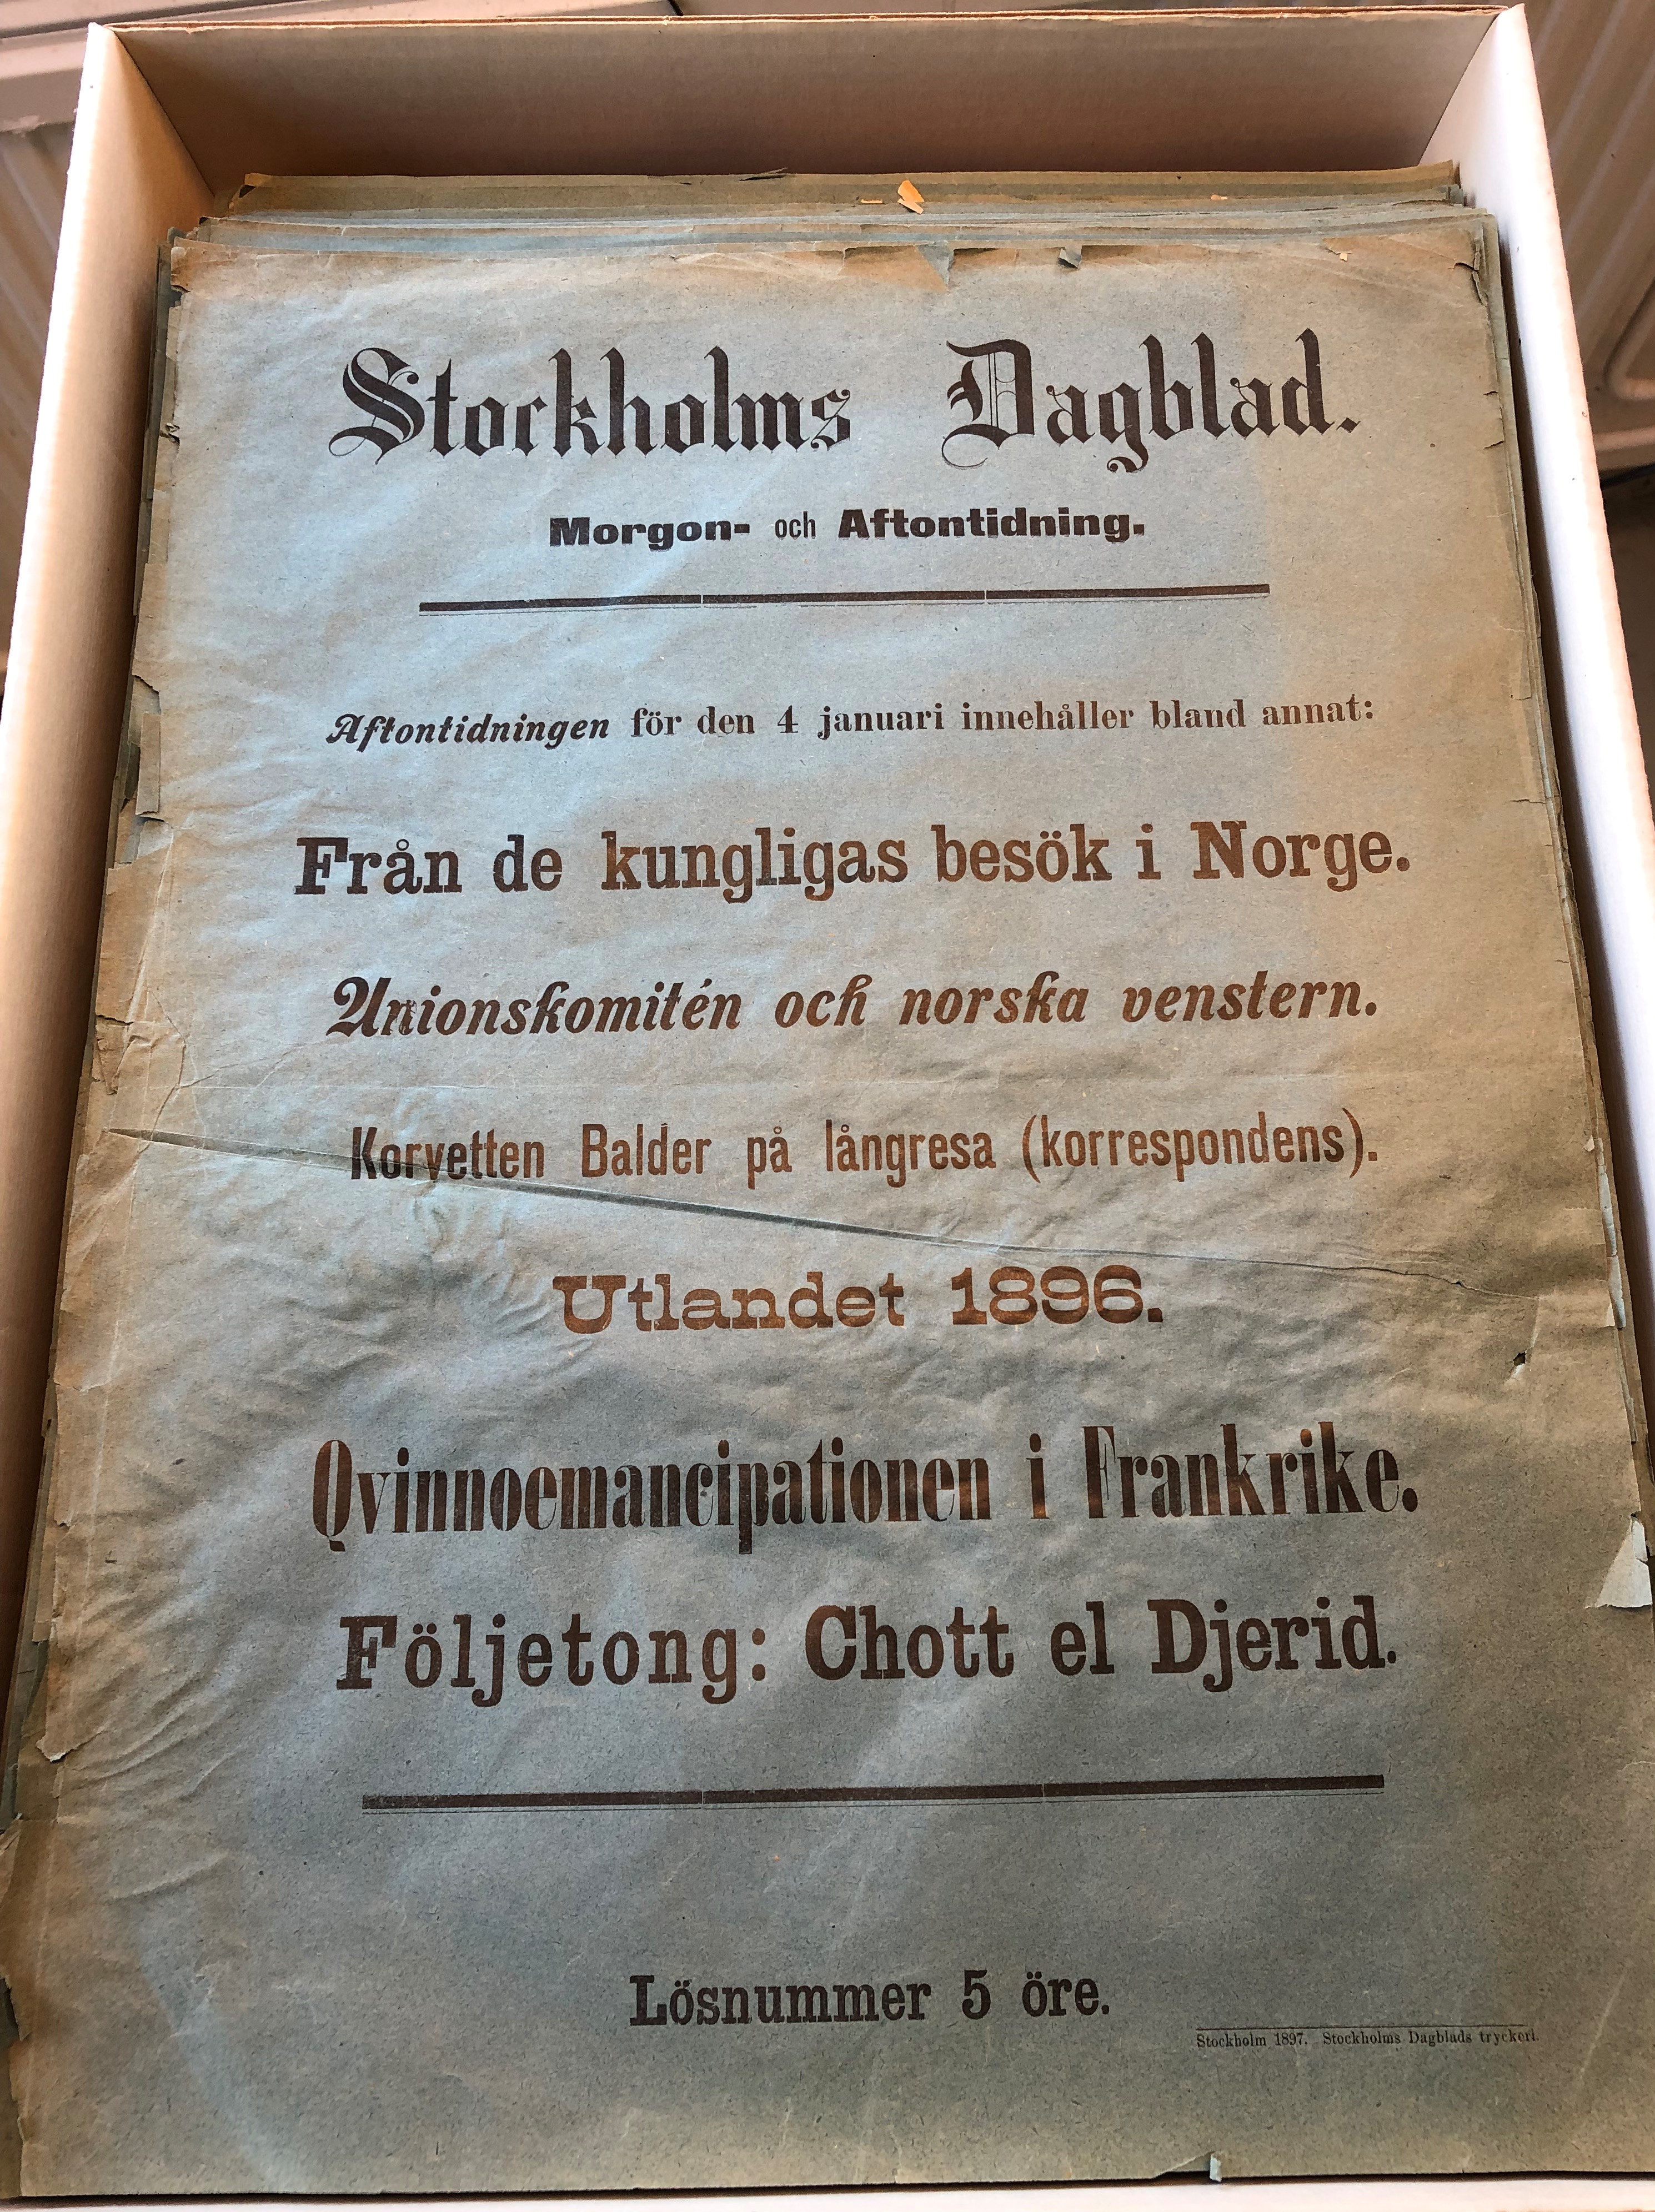 Stockholms Dagblad.
Morgon- och Aftontidning.
Aftontidningen för den 4 januari innehåller bland annat:
Från de kungligas besök i Norge.
Unionskomitén och norska venstern.
Korvetten Balder på långresa (korrespondens).
Utlandet 1896.
Qvinnoemancipationen i Frankrike.
Följetong: Chott el Djerid.
Lösnummer 5 öre.
Stockholm 1897. Stockholms Dagblads tryckeri.